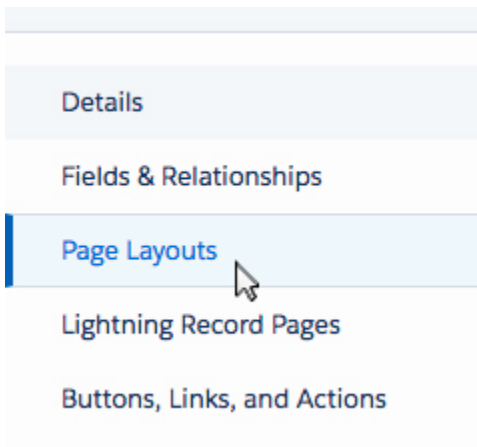 Details
Fields & Relationships
Page Layouts
Lightning Record Pages
Buttons, Links, and Actions